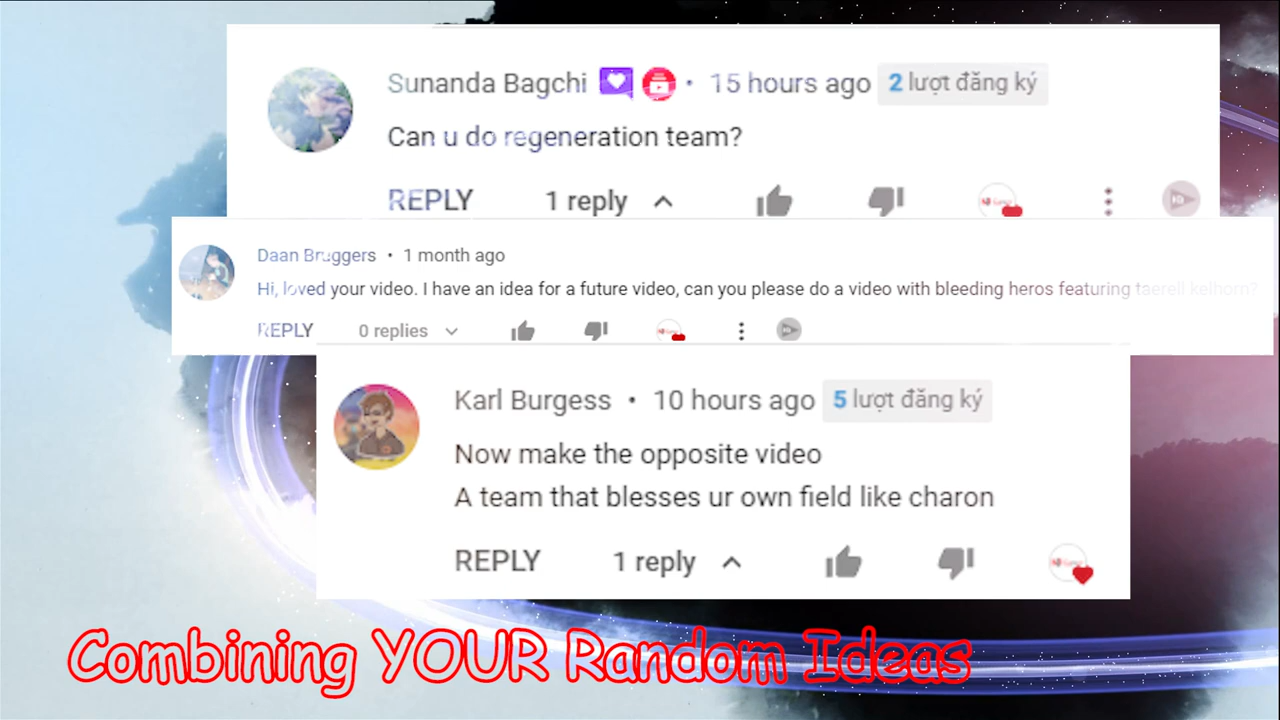 Sunanda Bagchi • 15 hours ago 2 lượt đăng ký
Can u do regeneration team?
REPLY 1 reply
Daan Bruggers • 1 month ago
Hi, loved your video. I have an idea for a future video, can you please do a video with bleeding heros featuring taerell kelhorn?
REPLY 0 replies
Karl Burgess • 10 hours ago 5 lượt đăng ký
Now make the opposite video
A team that blesses ur own field like charon
REPLY 1 reply
Combining YOUR Random Ideas